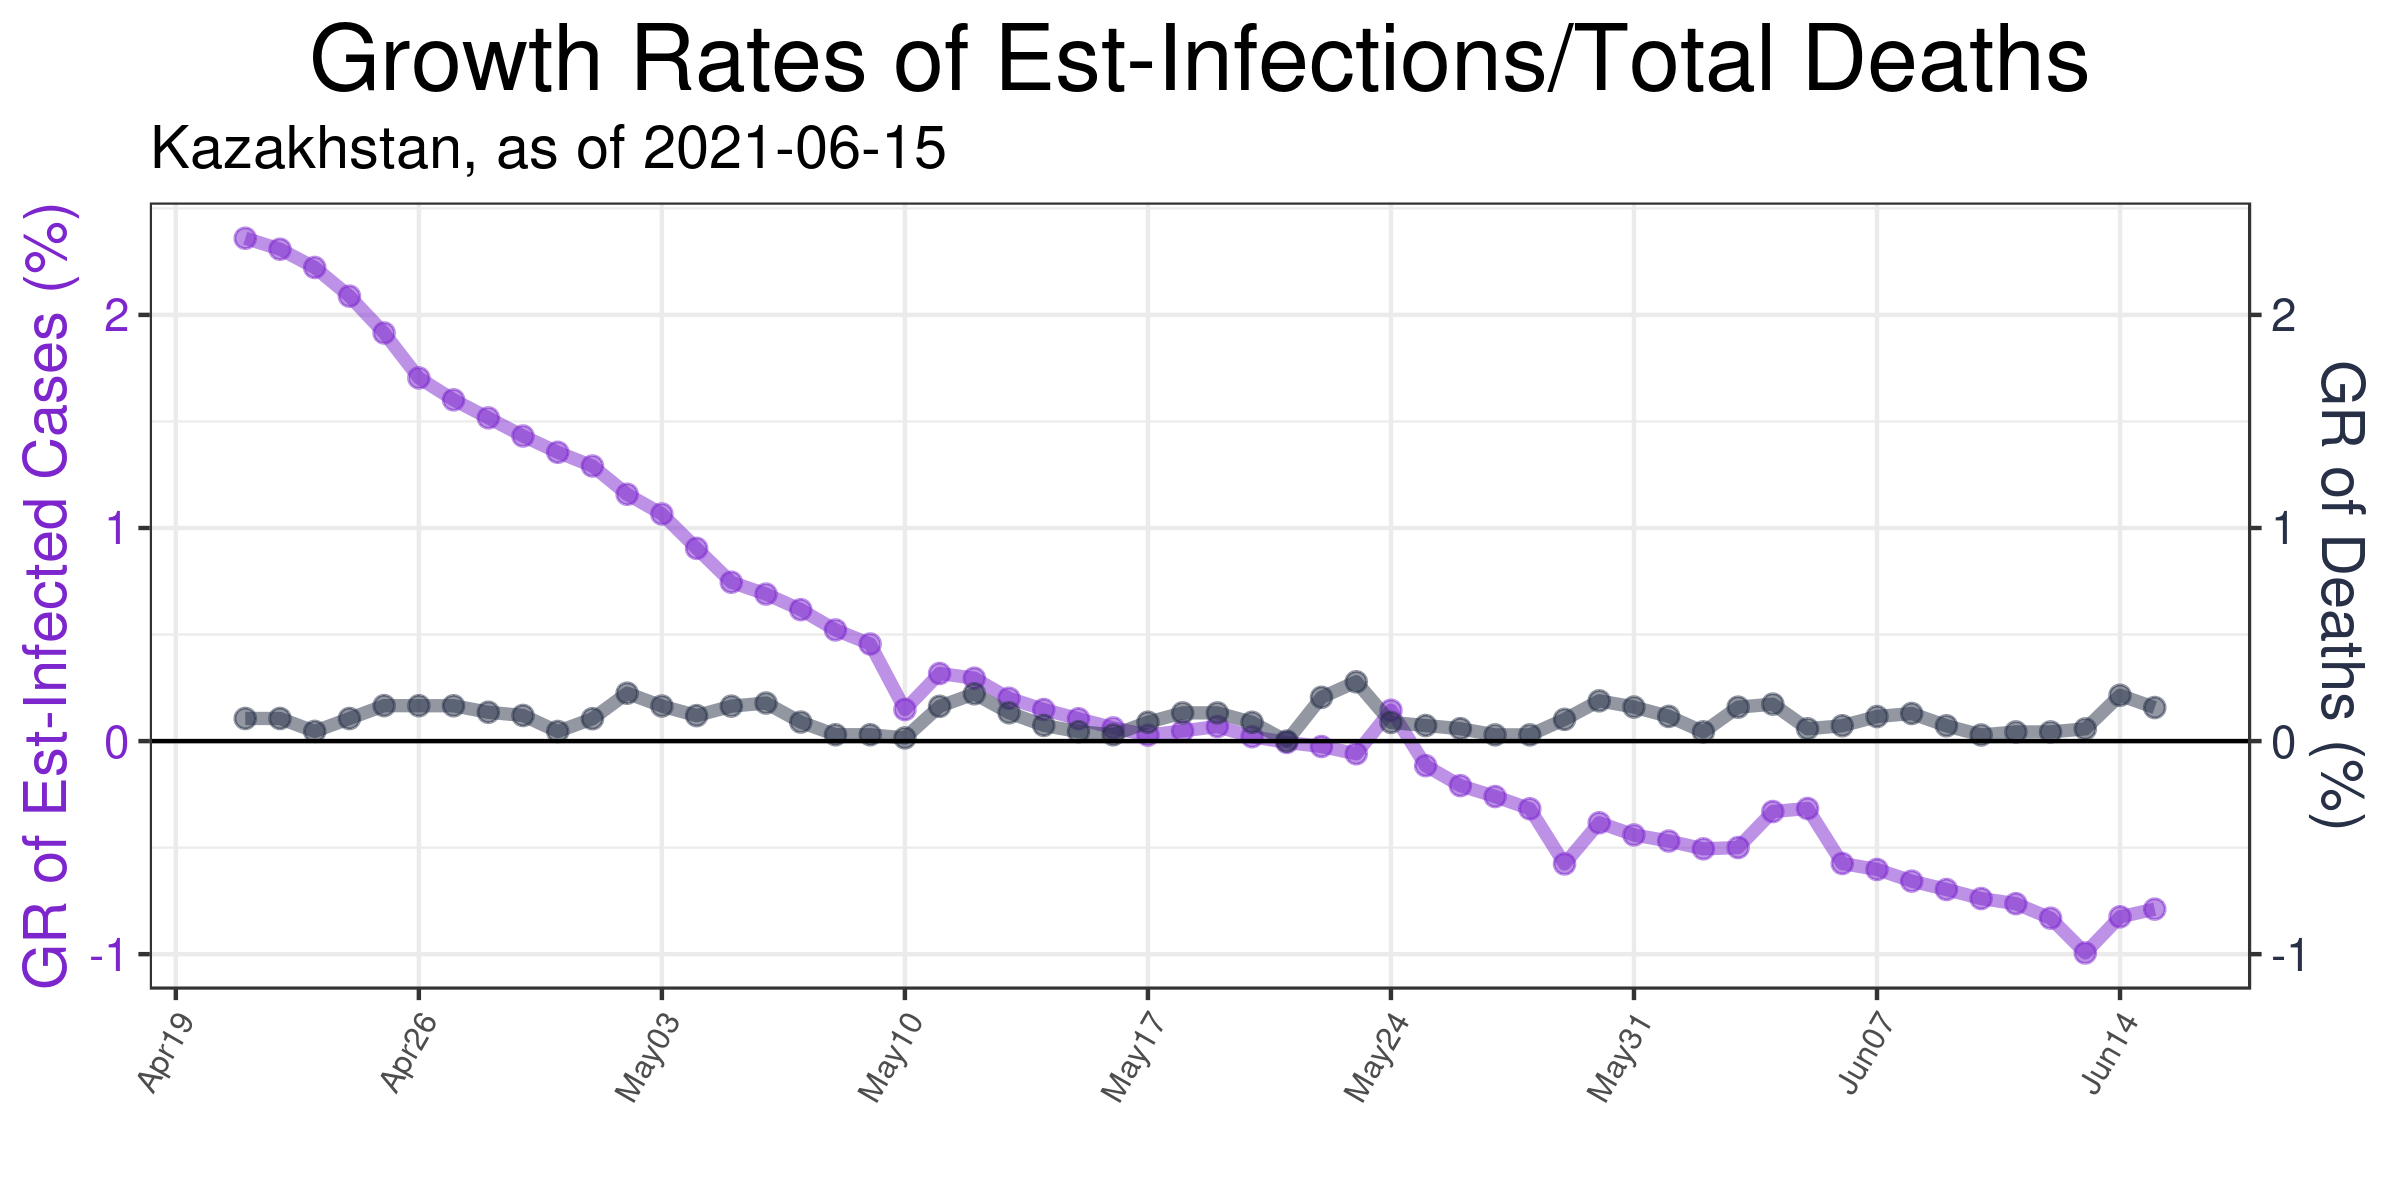 Growth Rates of Est-Infections/Total Deaths
Kazakhstan, as of 2021-06-15
GR of Est-Infected Cases (%)
2
1
0
-1
2
1
0
-1
GR of Deaths (%)
Apr19
Apr26
May03
May10
May17
May24
May31
Jun07
Jun14